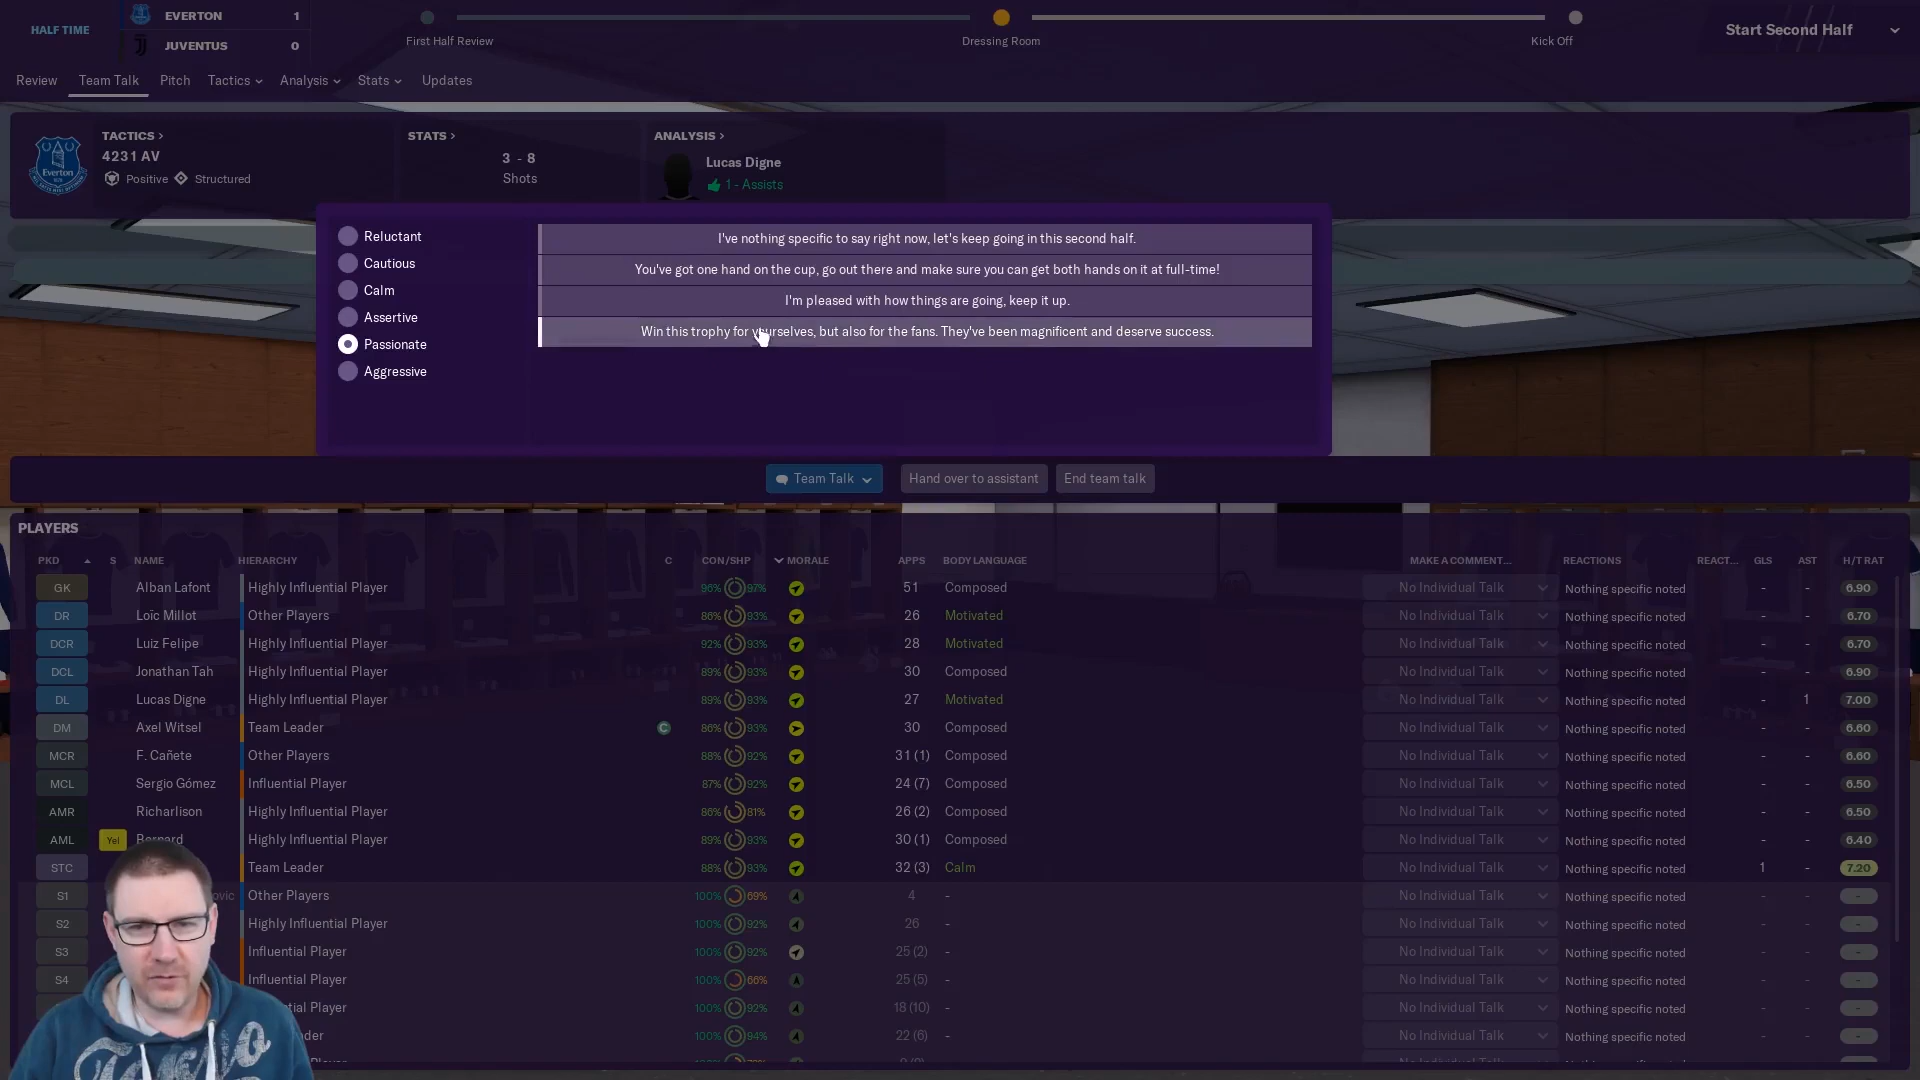 HALF TIME
EVERTON 1
JUVENTUS 0
First Half Review
Dressing Room
Kick Off
Start Second Half
Review Team Talk Pitch Tactics Analysis Stats Updates
Everton
TACTICS >
4231 AV
Positive Structured
STATS >
3 - 8
Shots
ANALYSIS >
Lucas Digne
1 - Assists
Reluctant
Cautious
Calm
Assertive
Passionate
Aggressive
I've nothing specific to say right now, let's keep going in this second half.
You've got one hand on the cup, go out there and make sure you can get both hands on it at full-time!
I'm pleased with how things are going, keep it up.
Win this trophy for yourselves, but also for the fans. They've been magnificent and deserve success.
Team Talk Hand over to assistant End team talk
PLAYERS
PKD S NAME HIERARCHY C CON/SHP MORALE APPS BODY LANGUAGE MAKE A COMMENT... REACTIONS REACT... GLS AST H/T RAT
GK Alban Lafont Highly Influential Player 96% 97% 51 Composed No Individual Talk Nothing specific noted - - 6.90
DR Loïc Millot Other Players 86% 93% 26 Motivated No Individual Talk Nothing specific noted - - 6.70
DCR Luiz Felipe Highly Influential Player 92% 93% 28 Motivated No Individual Talk Nothing specific noted - - 6.70
DCL Jonathan Tah Highly Influential Player 89% 93% 30 Composed No Individual Talk Nothing specific noted - - 6.90
DL Lucas Digne Highly Influential Player 89% 93% 27 Motivated No Individual Talk Nothing specific noted - 1 7.00
DM Axel Witsel Team Leader C 86% 93% 30 Composed No Individual Talk Nothing specific noted - - 6.60
MCR F. Cañete Other Players 88% 92% 31 (1) Composed No Individual Talk Nothing specific noted - - 6.60
MCL Sergio Gómez Influential Player 87% 92% 24 (7) Composed No Individual Talk Nothing specific noted - - 6.50
AMR Richarlison Highly Influential Player 86% 81% 26 (2) Composed No Individual Talk Nothing specific noted - - 6.50
AML Yel Bernard Highly Influential Player 89% 93% 30 (1) Composed No Individual Talk Nothing specific noted - - 6.40
STC Team Leader 88% 93% 32 (3) Calm No Individual Talk Nothing specific noted 1 - 7.20
S1 ovic Other Players 100% 69% 4 - No Individual Talk Nothing specific noted - - -
S2 Highly Influential Player 100% 92% 26 - No Individual Talk Nothing specific noted - - -
S3 Influential Player 100% 92% 25 (2) - No Individual Talk Nothing specific noted - - -
S4 Influential Player 100% 66% 25 (5) - No Individual Talk Nothing specific noted - - -
ntial Player 100% 92% 18 (10) - No Individual Talk Nothing specific noted - - -
der 100% 94% 22 (6) - No Individual Talk Nothing specific noted - - -